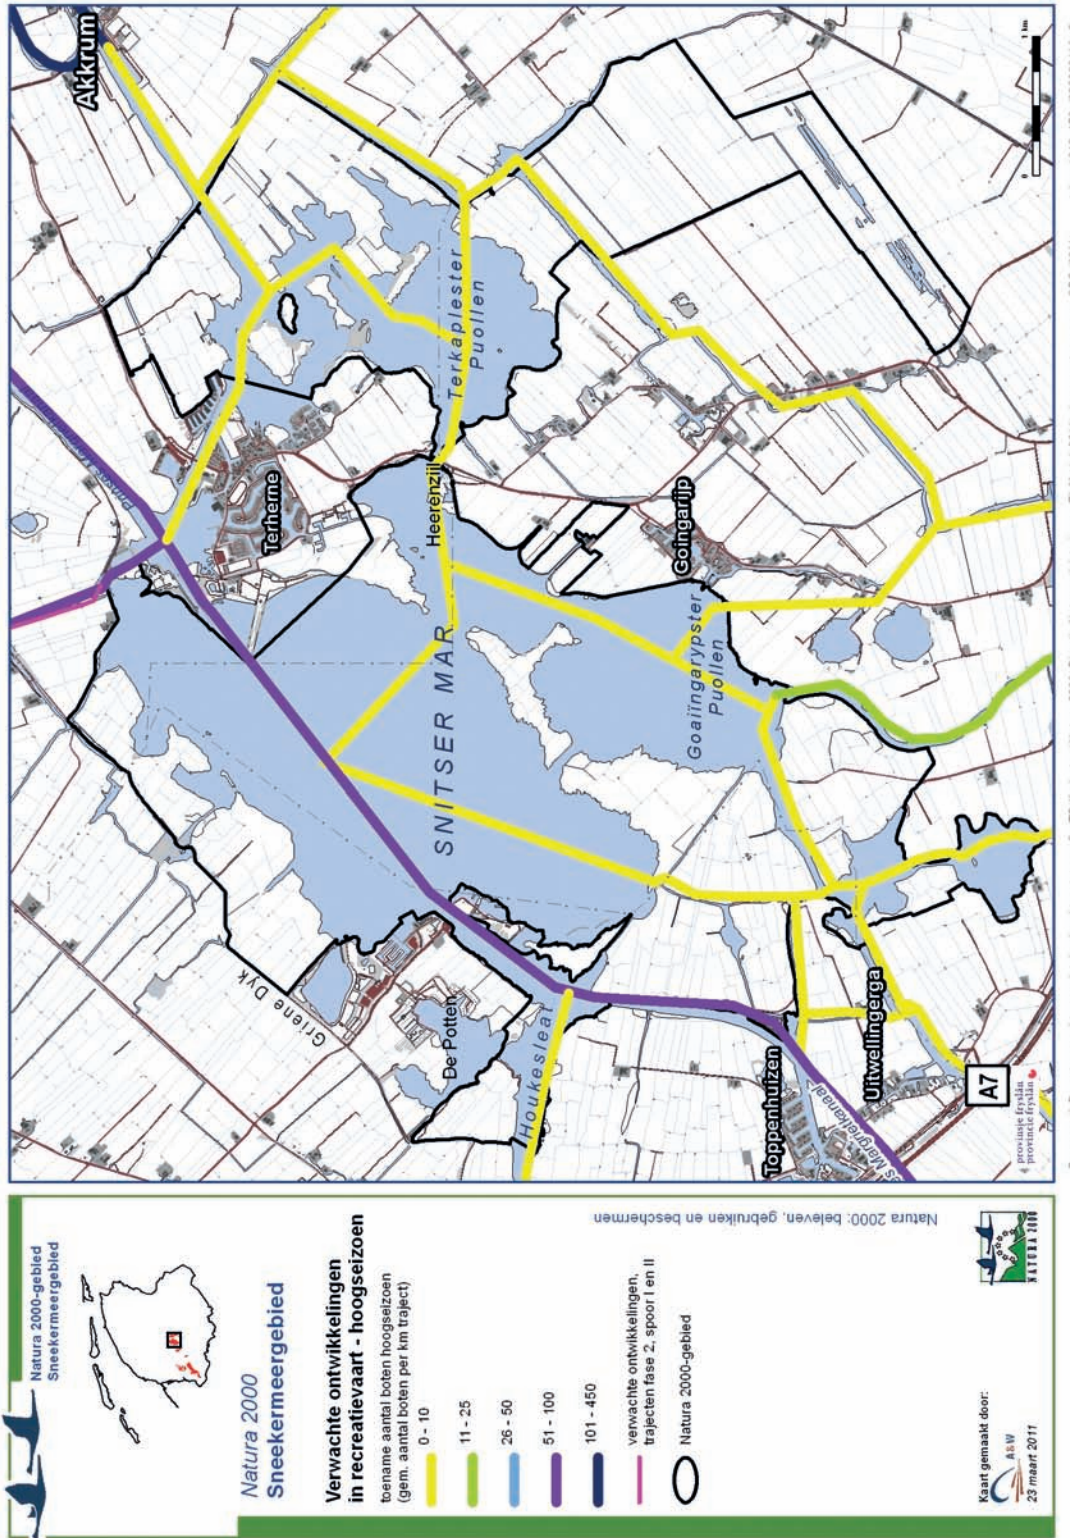 Natura 2000-gebied
Sneekermeergebied
Natura 2000
Sneekermeergebied
Verwachte ontwikkelingen
in recreatievaart - hoogseizoen
toename aantal boten hoogseizoen
(gem. aantal boten per km traject)
0 - 10
11 - 25
26 - 50
51 - 100
101 - 450
verwachte ontwikkelingen,
trajecten fase 2, spoor I en II
Natura 2000-gebied
Natura 2000: beleven, gebruiken en beschermen
Kaart gemaakt door:
A&W
23 maart 2011
NATURA 2000
Akkrum
Terherne
Terkaplester
Puollen
Heerenzijl
SNITSER MAR
Goingarijp
Goaiïngarypster
Puollen
Griene Dyk
De Potten
Houkesleat
Toppenhuizen
Uitwellingerga
Margrietkanaal
A7
provinsje fryslân
provincie fryslân
0
1 km